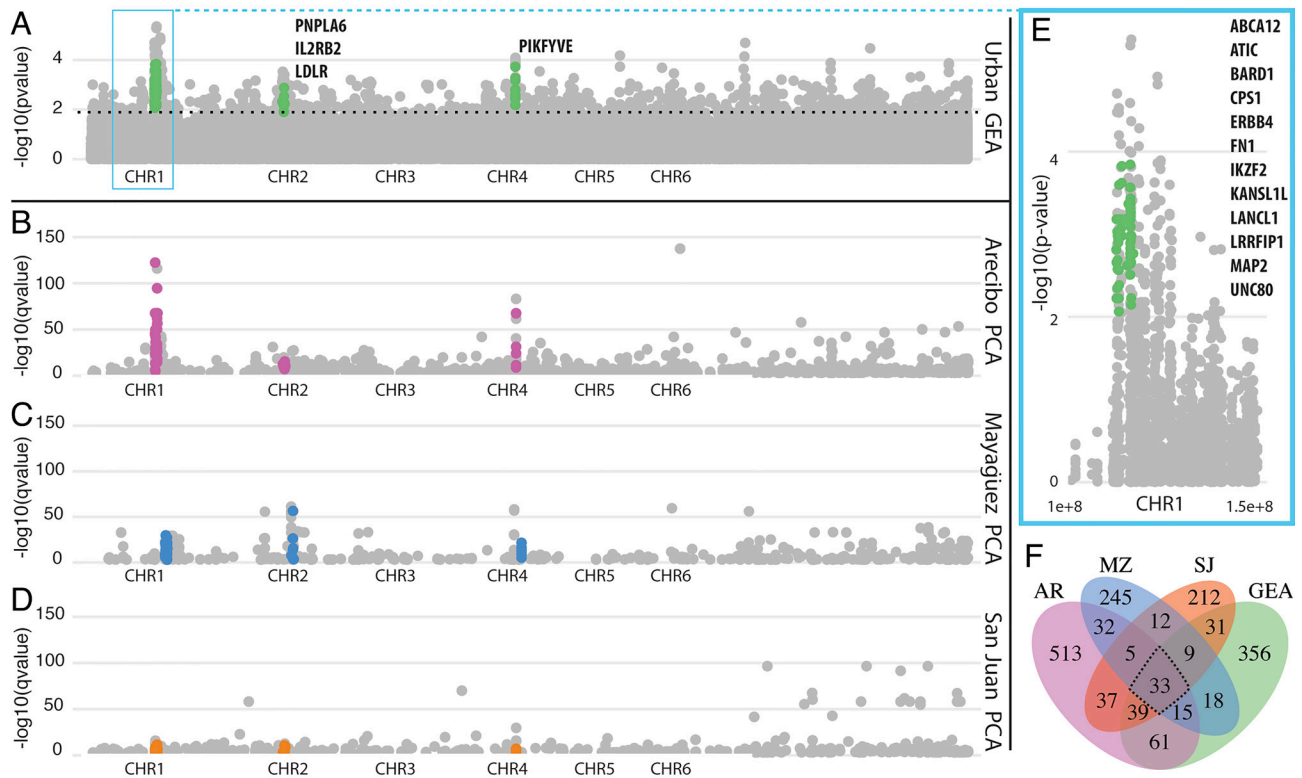 A
-log10(pvalue)
4
2
0
PNPLA6
IL2RB2
LDLR
PIKFYVE
CHR1 CHR2 CHR3 CHR4 CHR5 CHR6
Urban GEA
B
-log10(qvalue)
150
100
50
0
CHR1 CHR2 CHR3 CHR4 CHR5 CHR6
Arecibo PCA
C
-log10(qvalue)
150
100
50
0
CHR1 CHR2 CHR3 CHR4 CHR5 CHR6
Mayaguez PCA
D
-log10(qvalue)
150
100
50
0
CHR1 CHR2 CHR3 CHR4 CHR5 CHR6
San Juan PCA
E
-log10(p-value)
4
2
0
ABCA12
ATIC
BARD1
CPS1
ERBB4
FN1
IKZF2
KANSL1L
LANCL1
LRRFIP1
MAP2
UNC80
1e+8 CHR1 1.5e+8
F
MZ SJ
AR GEA
245 212
32 12 31
513 5 9 356
33
37 39 15 18
61